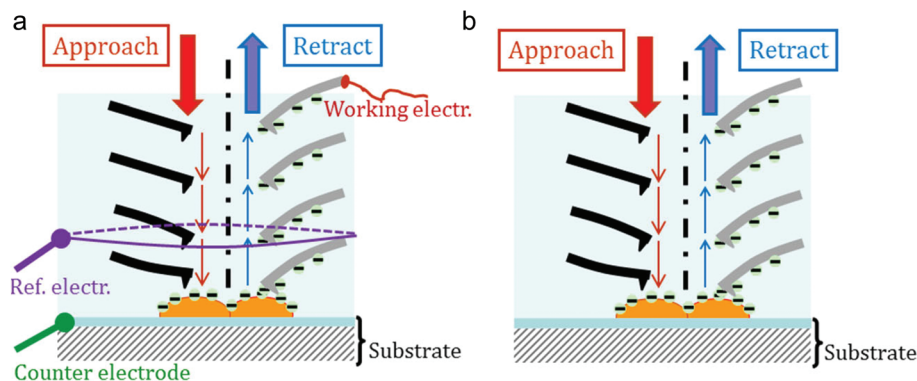 a
Approach
Retract
Working electr.
Ref. electr.
Counter electrode
Substrate
b
Approach
Retract
Substrate